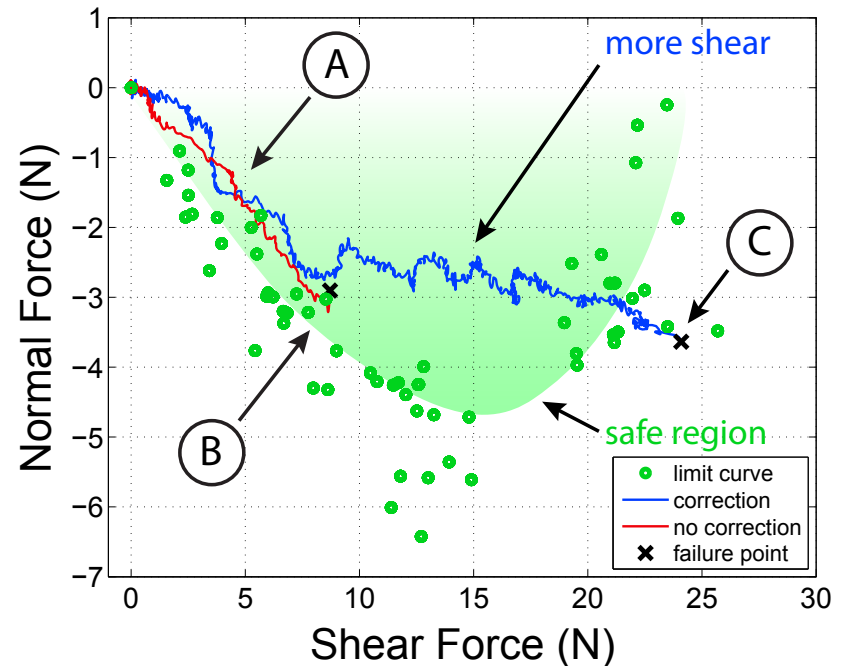 more shear
A
C
B
safe region
limit curve
correction
no correction
failure point
1
0
−1
−2
−3
−4
−5
−6
−7
0
5
10
15
20
25
30
Normal Force (N)
Shear Force (N)